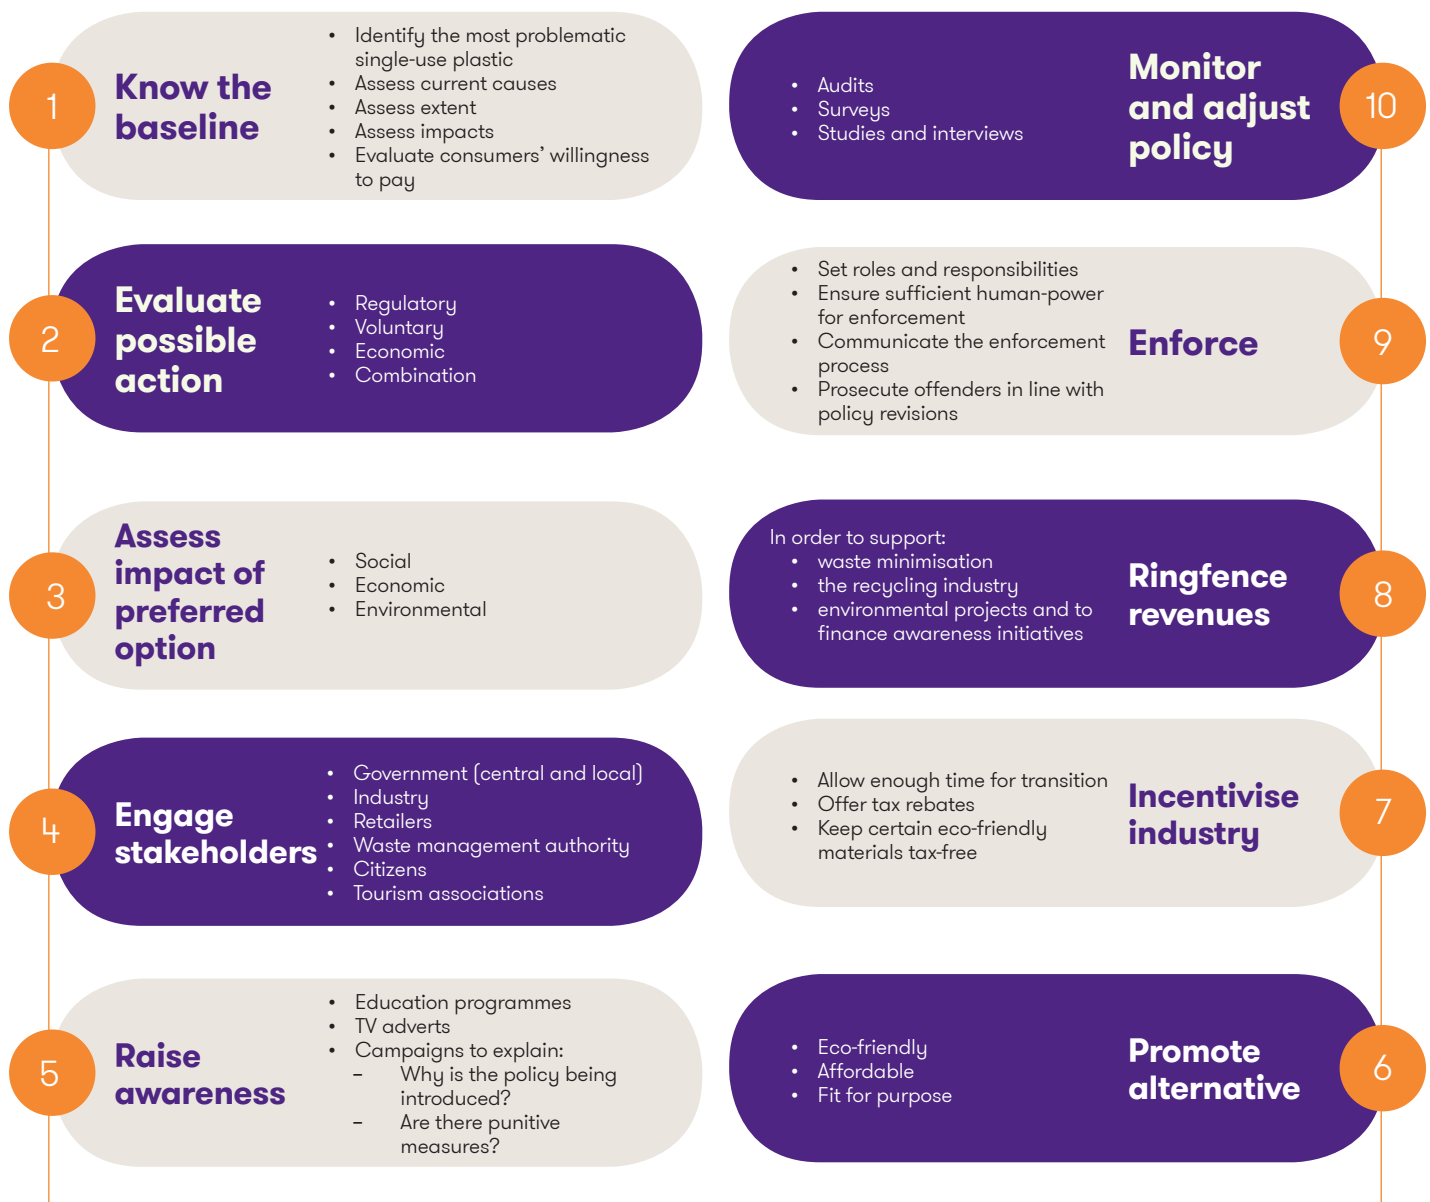 1
Know the
baseline
• Identify the most problematic
single-use plastic
• Assess current causes
• Assess extent
• Assess impacts
• Evaluate consumers’ willingness
to pay
2
Evaluate
possible
action
• Regulatory
• Voluntary
• Economic
• Combination
3
Assess
impact of
preferred
option
• Social
• Economic
• Environmental
4
Engage
stakeholders
• Government (central and local)
• Industry
• Retailers
• Waste management authority
• Citizens
• Tourism associations
5
Raise
awareness
• Education programmes
• TV adverts
• Campaigns to explain:
– Why is the policy being
introduced?
– Are there punitive
measures?
• Eco-friendly
• Affordable
• Fit for purpose
Promote
alternative
6
• Allow enough time for transition
• Offer tax rebates
• Keep certain eco-friendly
materials tax-free
Incentivise
industry
7
In order to support:
• waste minimisation
• the recycling industry
• environmental projects and to
finance awareness initiatives
Ringfence
revenues
8
• Set roles and responsibilities
• Ensure sufficient human-power
for enforcement
• Communicate the enforcement
process
• Prosecute offenders in line with
policy revisions
Enforce
9
• Audits
• Surveys
• Studies and interviews
Monitor
and adjust
policy
10